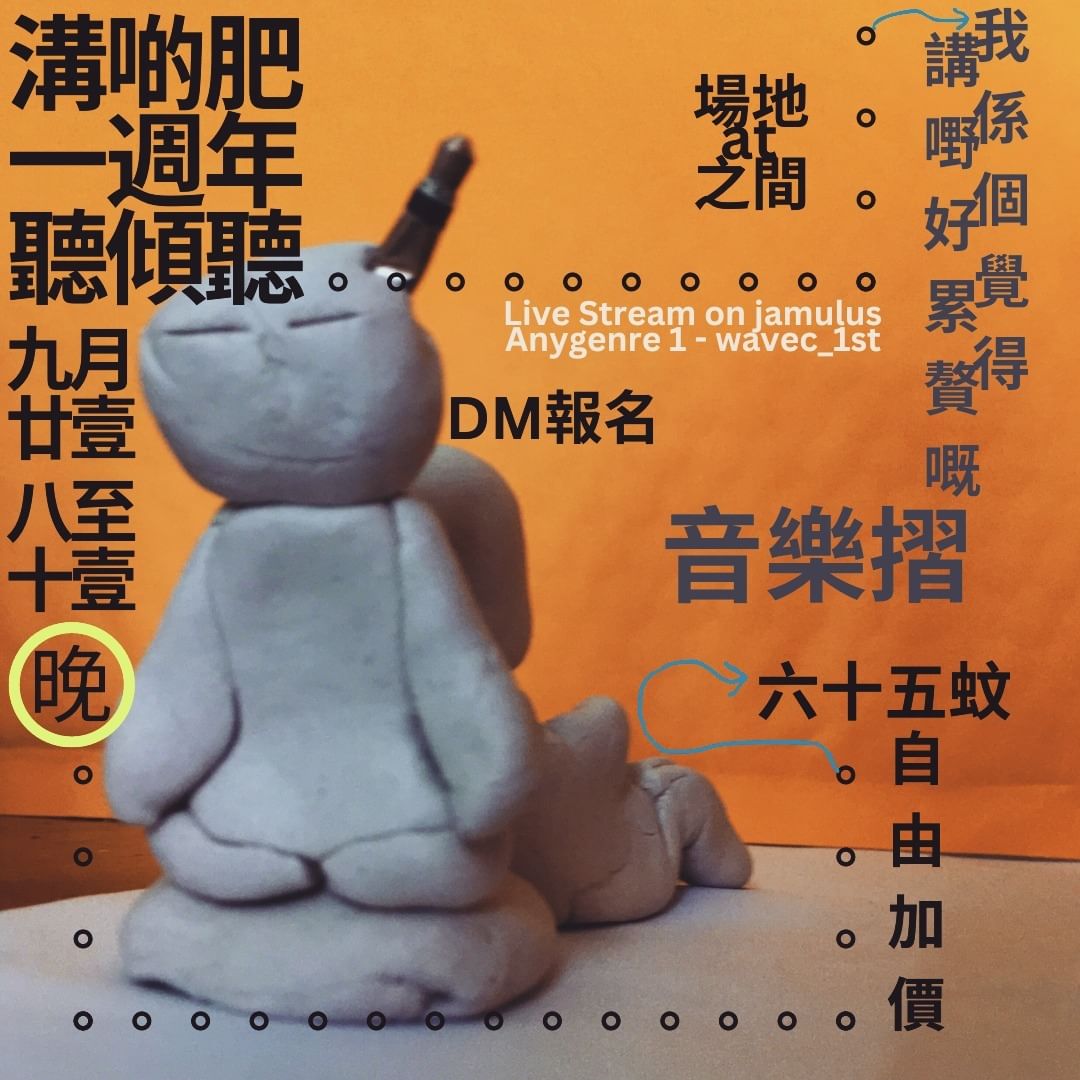 溝啲肥
一週年
聽傾聽
九月
廿壹
八至
十壹
晚
場地
at
之間
Live Stream on jamulus
Anygenre 1 - wavec_1st
DM報名
我係個覺得
講嘢好累贅嘅
音樂摺
六十五蚊
自由加價